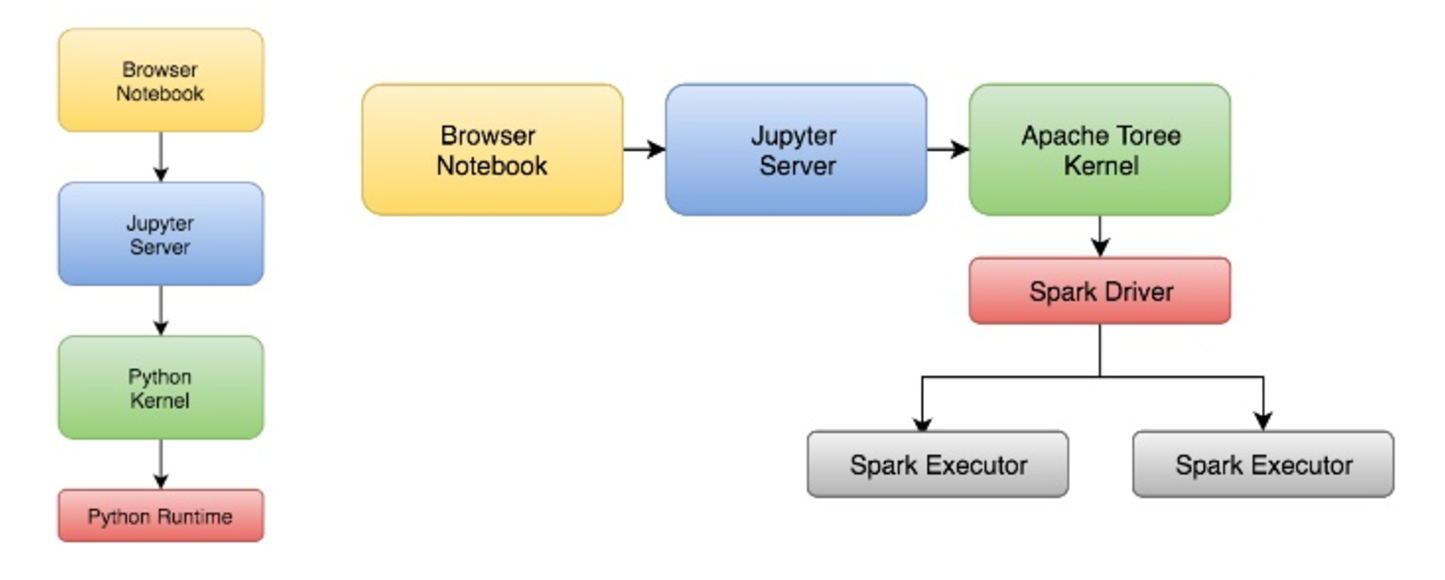 Browser
Notebook
Jupyter
Server
Python
Kernel
Python Runtime
Browser
Notebook
Jupyter
Server
Apache Toree
Kernel
Spark Driver
Spark Executor
Spark Executor